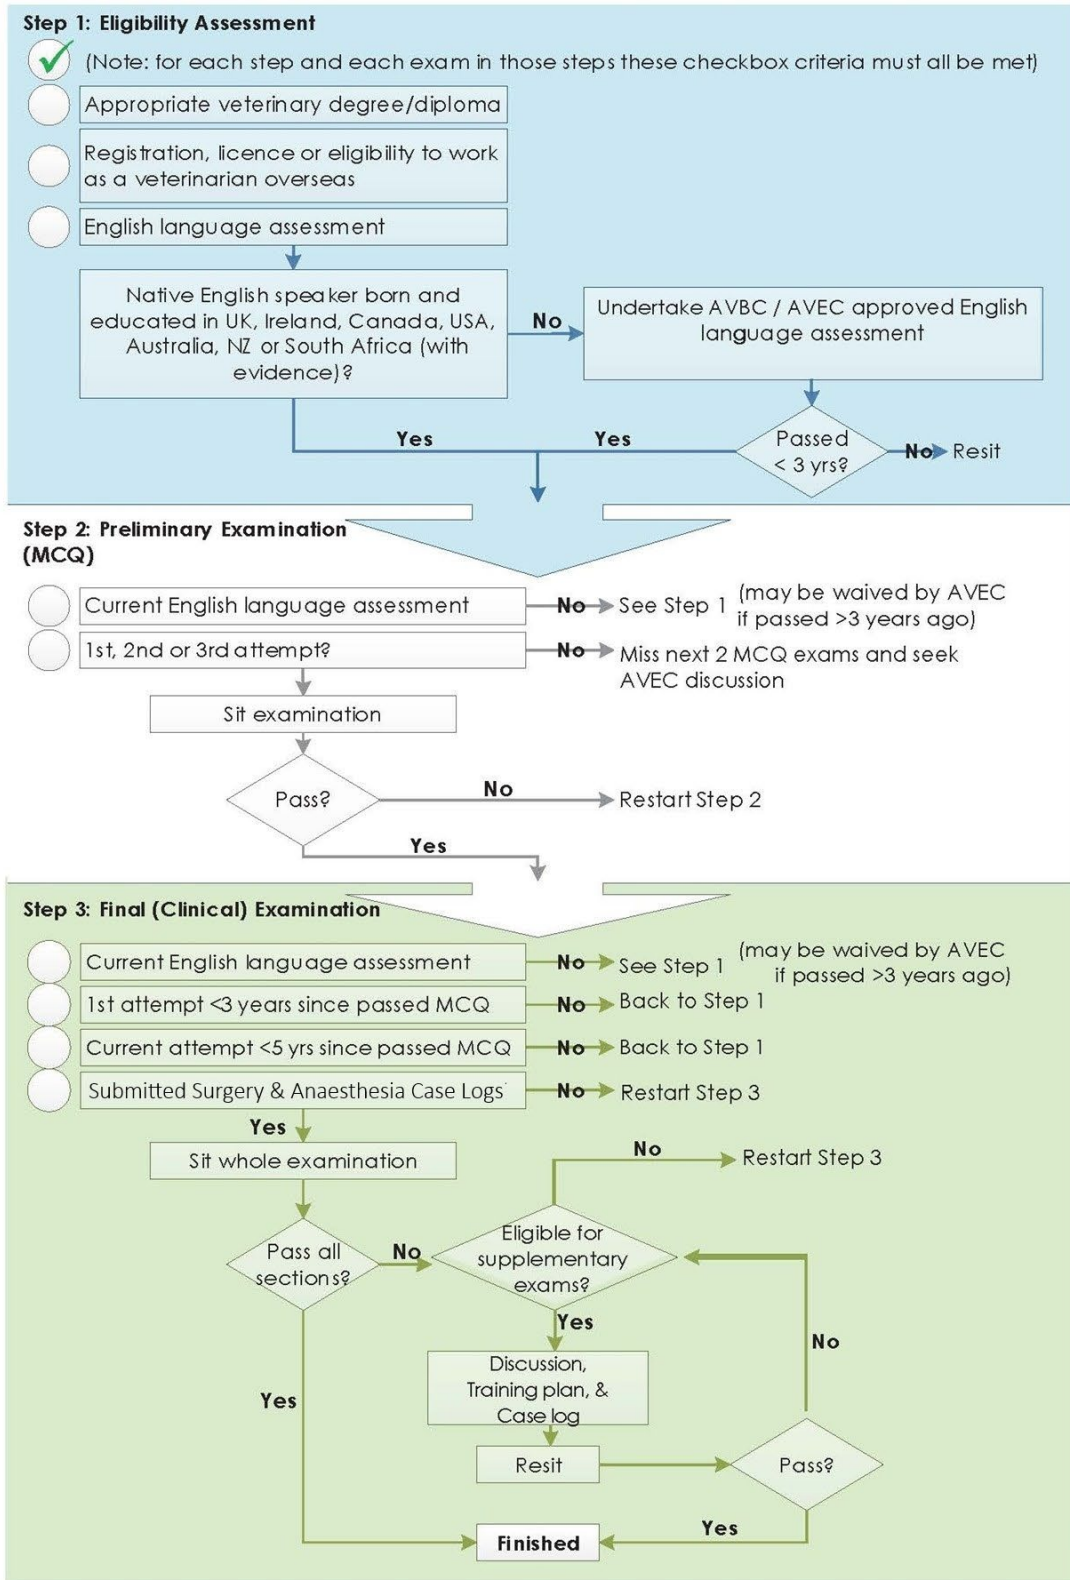 Step 1: Eligibility Assessment
(Note: for each step and each exam in those steps these checkbox criteria must all be met)
Appropriate veterinary degree/diploma
Registration, licence or eligibility to work
as a veterinarian overseas
English language assessment
Native English speaker born and
educated in UK, Ireland, Canada, USA,
Australia, NZ or South Africa (with
evidence)?
No
Undertake AVBC / AVEC approved English
language assessment
Yes
Yes
Passed
< 3 yrs?
No
Resit
Step 2: Preliminary Examination
(MCQ)
Current English language assessment
No
See Step 1
(may be waived by AVEC
if passed >3 years ago)
1st, 2nd or 3rd attempt?
No
Miss next 2 MCQ exams and seek
AVEC discussion
Sit examination
Pass?
No
Restart Step 2
Yes
Step 3: Final (Clinical) Examination
Current English language assessment
No
See Step 1
(may be waived by AVEC
if passed >3 years ago)
1st attempt <3 years since passed MCQ
No
Back to Step 1
Current attempt <5 yrs since passed MCQ
No
Back to Step 1
Submitted Surgery & Anaesthesia Case Logs
No
Restart Step 3
Yes
Sit whole examination
No
Restart Step 3
Pass all
sections?
No
Eligible for
supplementary
exams?
Yes
No
Discussion,
Training plan, &
Case log
Yes
Resit
Pass?
Yes
Finished